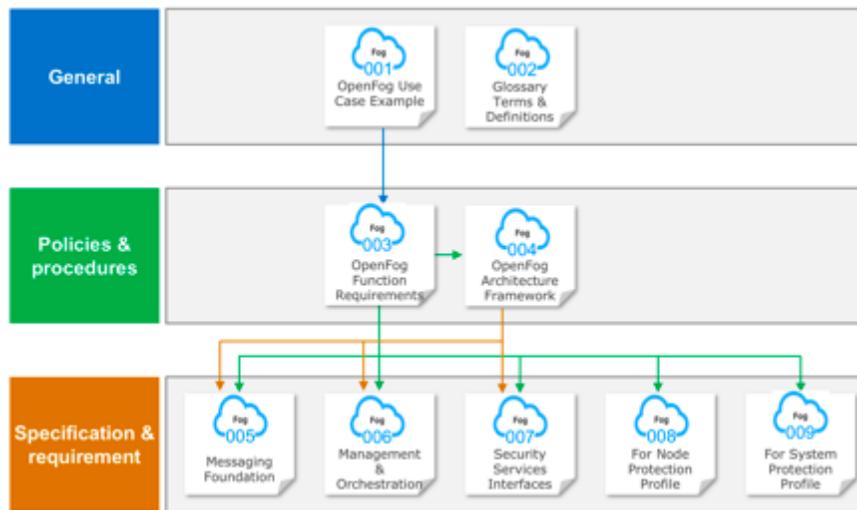 General
Fog
001
OpenFog Use
Case Example
Fog
002
Glossary
Terms &
Definitions
Policies &
procedures
Fog
003
OpenFog
Function
Requirements
Fog
004
OpenFog
Architecture
Framework
Specification &
requirement
Fog
005
Messaging
Foundation
Fog
006
Management
&
Orchestration
Fog
007
Security
Services
Interfaces
Fog
008
For Node
Protection
Profile
Fog
009
For System
Protection
Profile